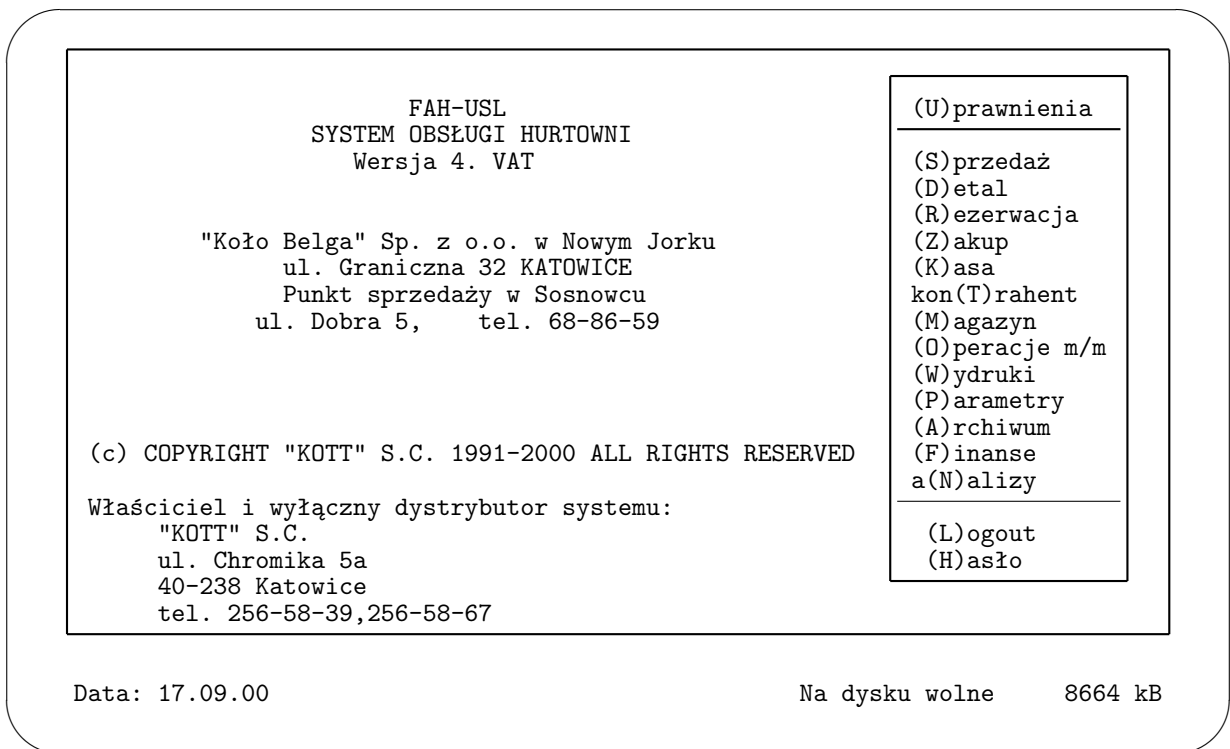 FAH-USL
SYSTEM OBSŁUGI HURTOWNI
Wersja 4. VAT
"Koło Belga" Sp. z o.o. w Nowym Jorku
ul. Graniczna 32 KATOWICE
Punkt sprzedaży w Sosnowcu
ul. Dobra 5, tel. 68-86-59
(c) COPYRIGHT "KOTT" S.C. 1991-2000 ALL RIGHTS RESERVED
Właściciel i wyłączny dystrybutor systemu:
"KOTT" S.C.
ul. Chromika 5a
40-238 Katowice
tel. 256-58-39,256-58-67
(U)prawnienia
(S)przedaż
(D)etal
(R)ezerwacja
(Z)akup
(K)asa
kon(T)rahent
(M)agazyn
(O)peracje m/m
(W)ydruki
(P)arametry
(A)rchiwum
(F)inanse
a(N)alizy
(L)ogout
(H)asło
Data: 17.09.00 Na dysku wolne 8664 kB